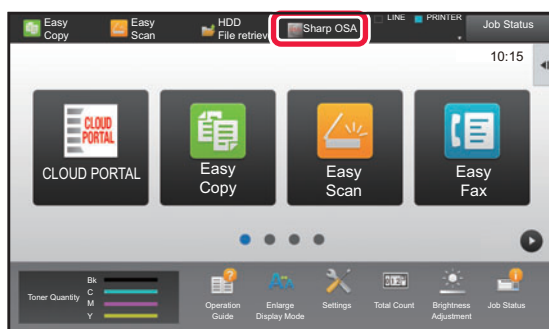 Easy
Copy
Easy
Scan
HDD
File retriev
Sharp OSA
LINE
PRINTER
Job Status
10:15
CLOUD
PORTAL
CLOUD PORTAL
Easy
Copy
Easy
Scan
Easy
Fax
Toner Quantity
Bk
C
M
Y
Operation
Guide
Enlarge
Display Mode
Settings
Total Count
Brightness
Adjustment
Job Status